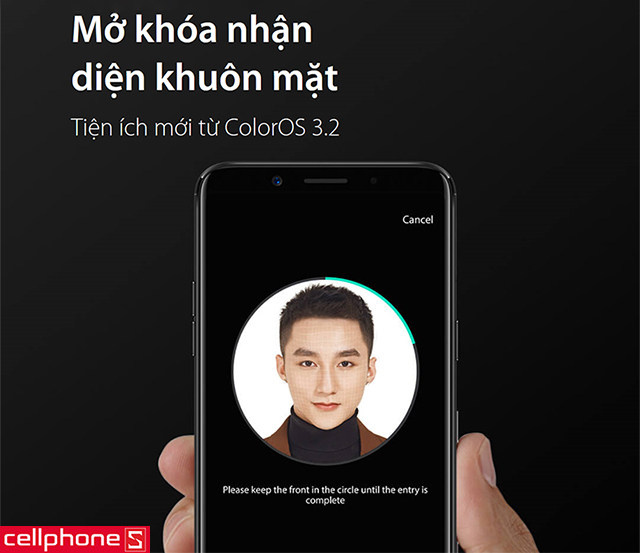 Mở khóa nhận
diện khuôn mặt
Tiện ích mới từ ColorOS 3.2
Cancel
Please keep the front in the circle until the entry is
complete
cellphone S